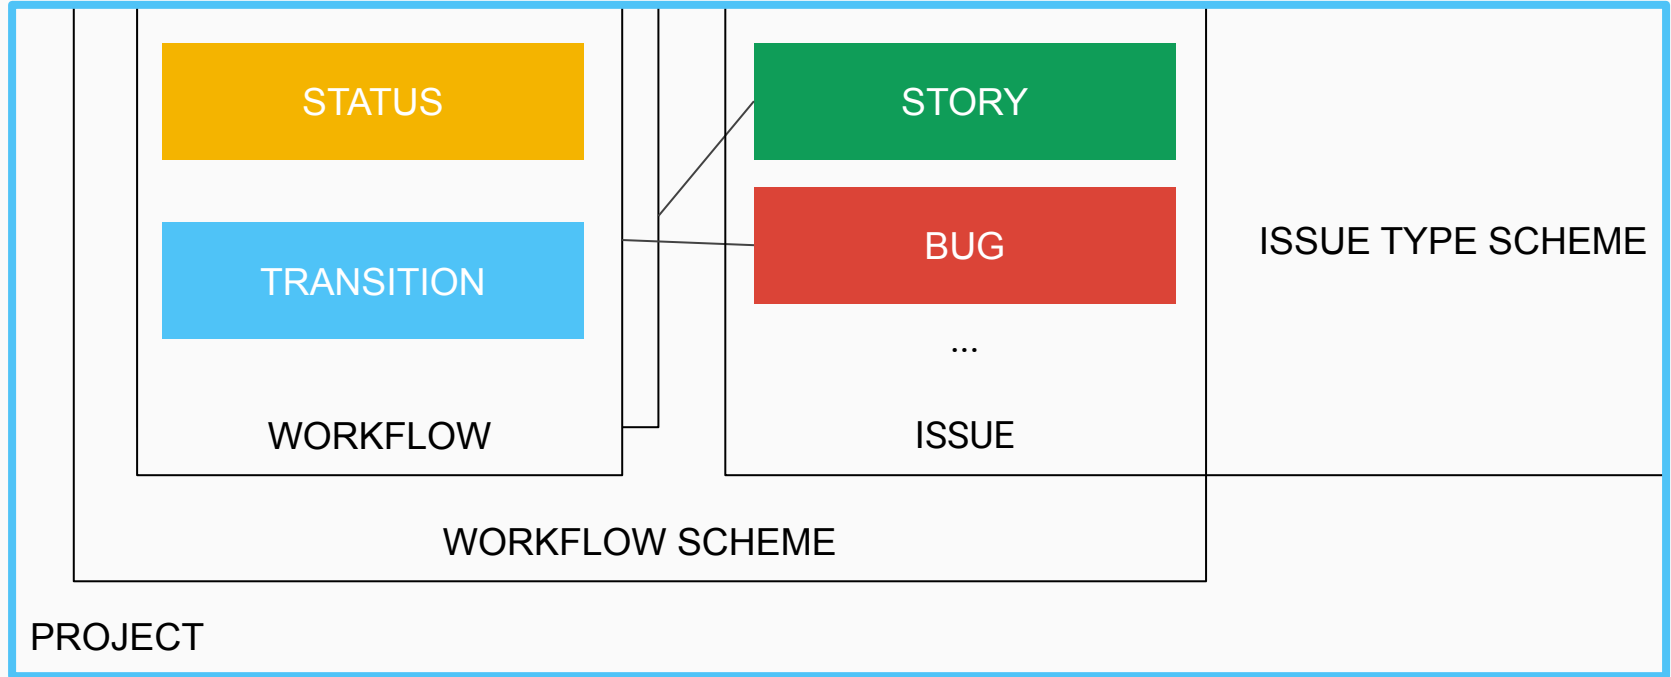 STATUS
STORY
BUG
ISSUE TYPE SCHEME
TRANSITION
...
WORKFLOW
ISSUE
WORKFLOW SCHEME
PROJECT